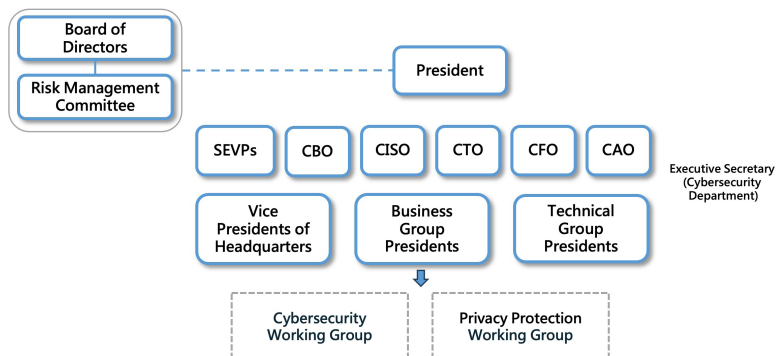 Board of
Directors
Risk Management
Committee
President
SEVPs
CBO
CISO
CTO
CFO
CAO
Executive Secretary
(Cybersecurity
Department)
Vice
Presidents of
Headquarters
Business
Group
Presidents
Technical
Group
Presidents
Cybersecurity
Working Group
Privacy Protection
Working Group